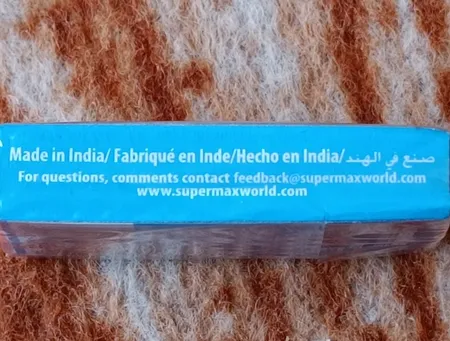 Made in India/ Fabriqué en Inde/Hecho en India/صنع في الهند
For questions, comments contact feedback@supermaxworld.com
www.supermaxworld.com